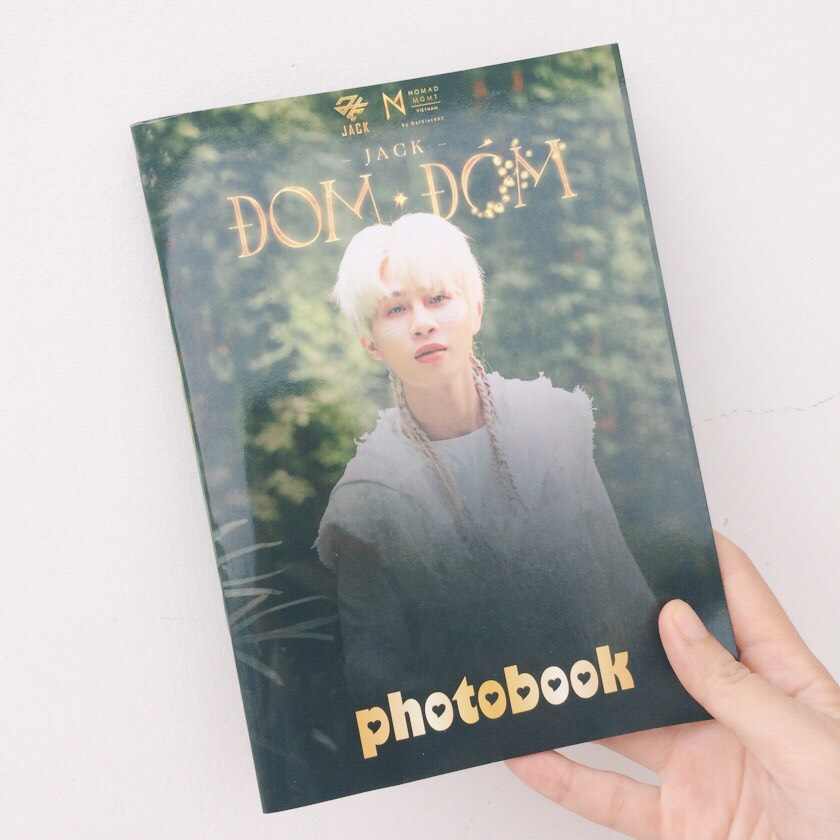 JACK
NOMAD
MGMT
VIETNAM
by DatVietVAC
- JACK -
ĐOM ĐÓM
photobook